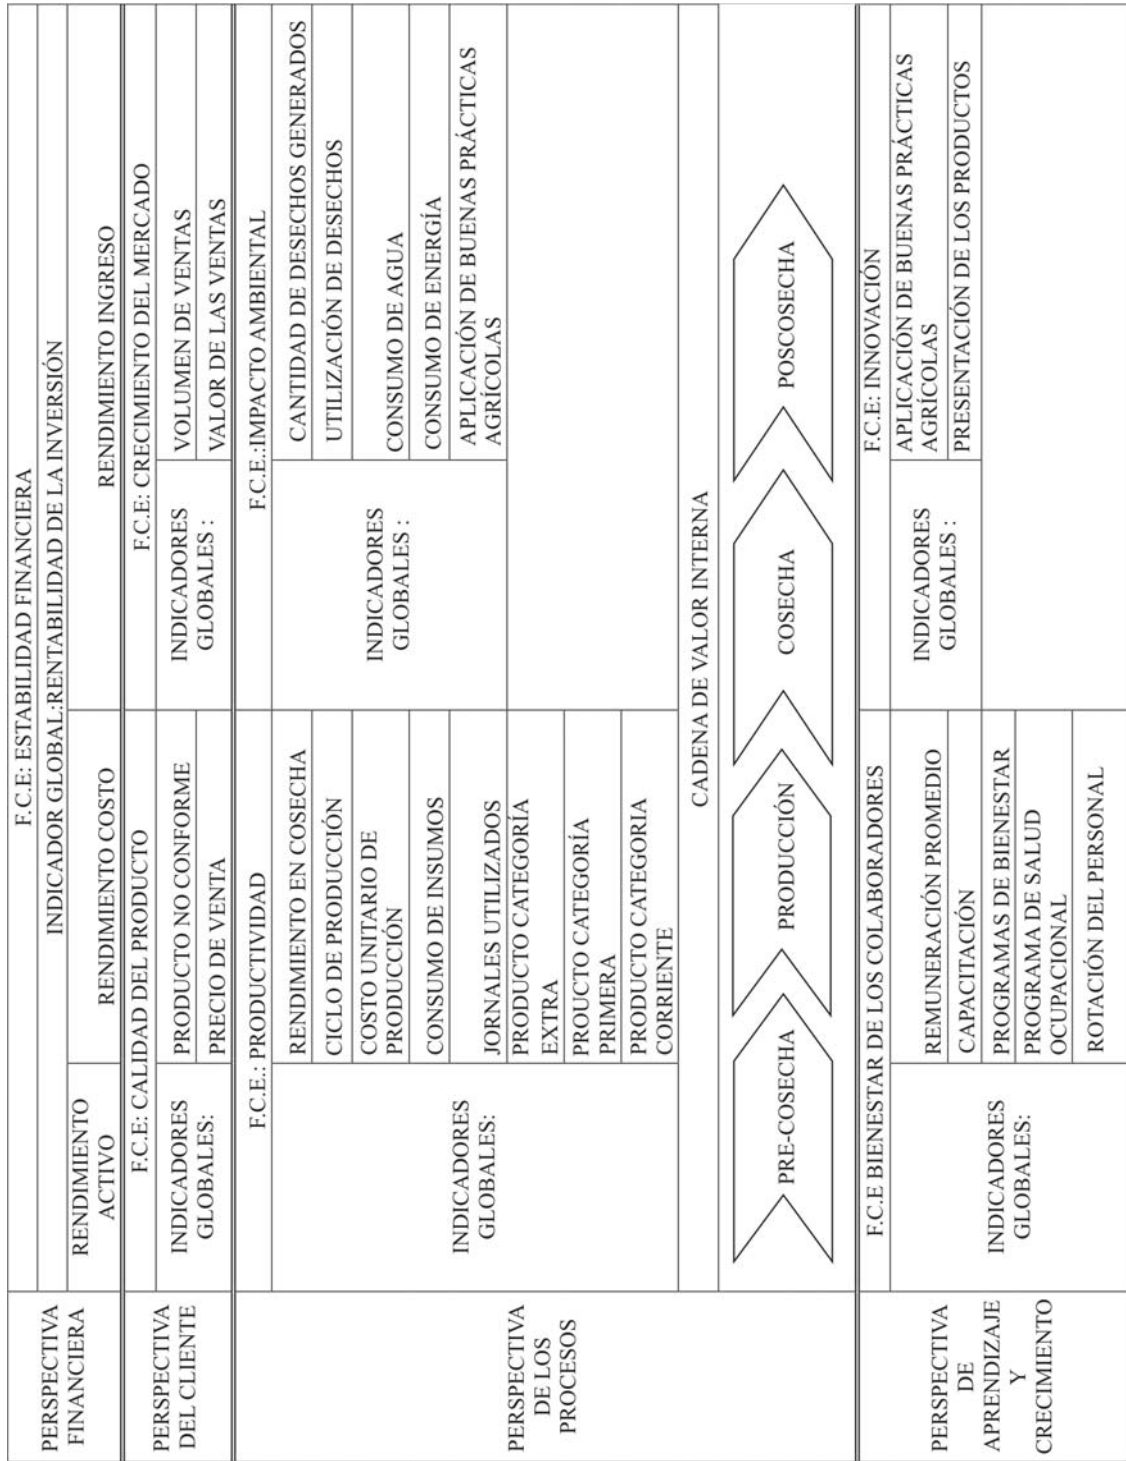 PERSPECTIVA
FINANCIERA
F.C.E: ESTABILIDAD FINANCIERA
INDICADOR GLOBAL:RENTABILIDAD DE LA INVERSIÓN
RENDIMIENTO
ACTIVO
RENDIMIENTO COSTO
RENDIMIENTO INGRESO
PERSPECTIVA
DEL CLIENTE
F.C.E: CALIDAD DEL PRODUCTO
INDICADORES
GLOBALES:
PRODUCTO NO CONFORME
PRECIO DE VENTA
F.C.E: CRECIMIENTO DEL MERCADO
INDICADORES
GLOBALES :
VOLUMEN DE VENTAS
VALOR DE LAS VENTAS
PERSPECTIVA
DE LOS
PROCESOS
F.C.E.: PRODUCTIVIDAD
INDICADORES
GLOBALES:
RENDIMIENTO EN COSECHA
CICLO DE PRODUCCIÓN
COSTO UNITARIO DE
PRODUCCIÓN
CONSUMO DE INSUMOS
JORNALES UTILIZADOS
PRODUCTO CATEGORÍA
EXTRA
PROUCTO CATEGORÍA
PRIMERA
PRODUCTO CATEGORIA
CORRIENTE
F.C.E.:IMPACTO AMBIENTAL
INDICADORES
GLOBALES :
CANTIDAD DE DESECHOS GENERADOS
UTILIZACIÓN DE DESECHOS
CONSUMO DE AGUA
CONSUMO DE ENERGÍA
APLICACIÓN DE BUENAS PRÁCTICAS
AGRÍCOLAS
CADENA DE VALOR INTERNA
PRE-COSECHA
PRODUCCIÓN
COSECHA
POSCOSECHA
PERSPECTIVA
DE
APRENDIZAJE
Y
CRECIMIENTO
F.C.E BIENESTAR DE LOS COLABORADORES
INDICADORES
GLOBALES:
REMUNERACIÓN PROMEDIO
CAPACITACIÓN
PROGRAMAS DE BIENESTAR
PROGRAMA DE SALUD
OCUPACIONAL
ROTACIÓN DEL PERSONAL
F.C.E: INNOVACIÓN
INDICADORES
GLOBALES :
APLICACIÓN DE BUENAS PRÁCTICAS
AGRÍCOLAS
PRESENTACIÓN DE LOS PRODUCTOS